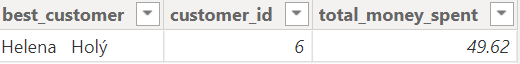 best_customer customer_id total_money_spent
Helena Holý 6 49.62